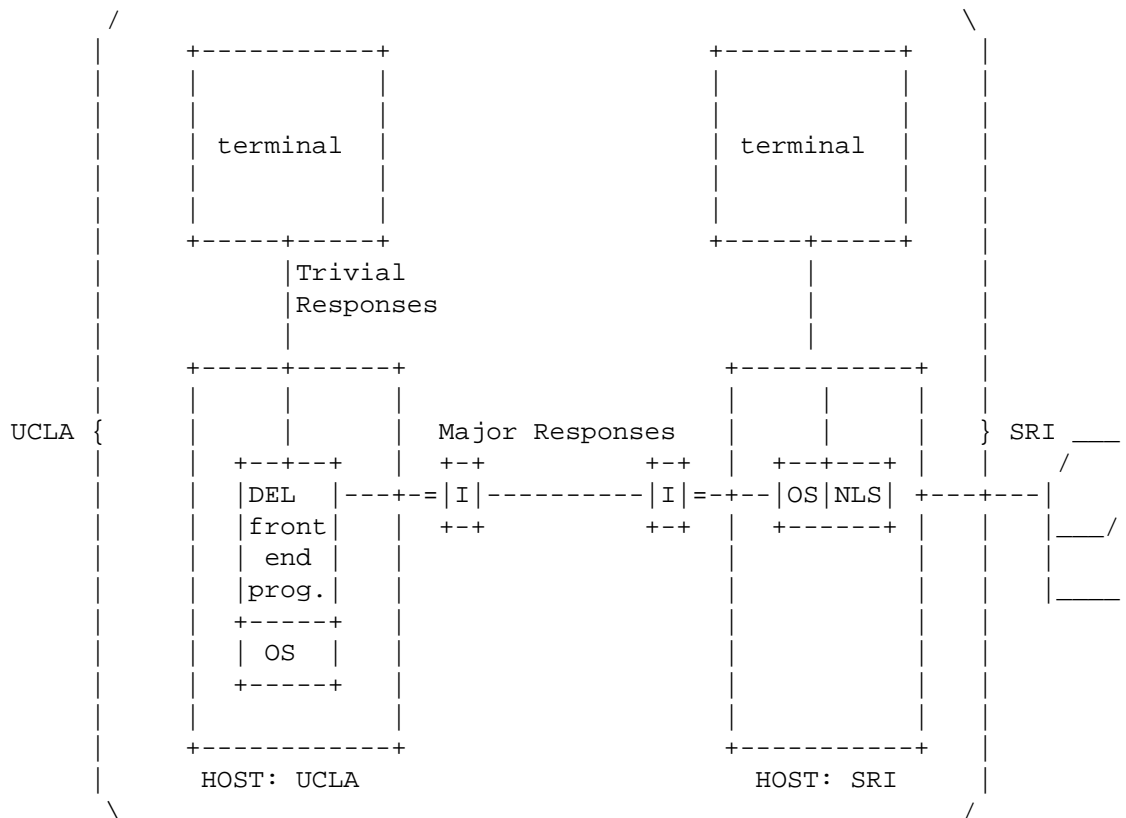 terminal terminal
Trivial
Responses
UCLA Major Responses SRI
DEL I I OS NLS
front
end
prog.
OS
HOST: UCLA HOST: SRI